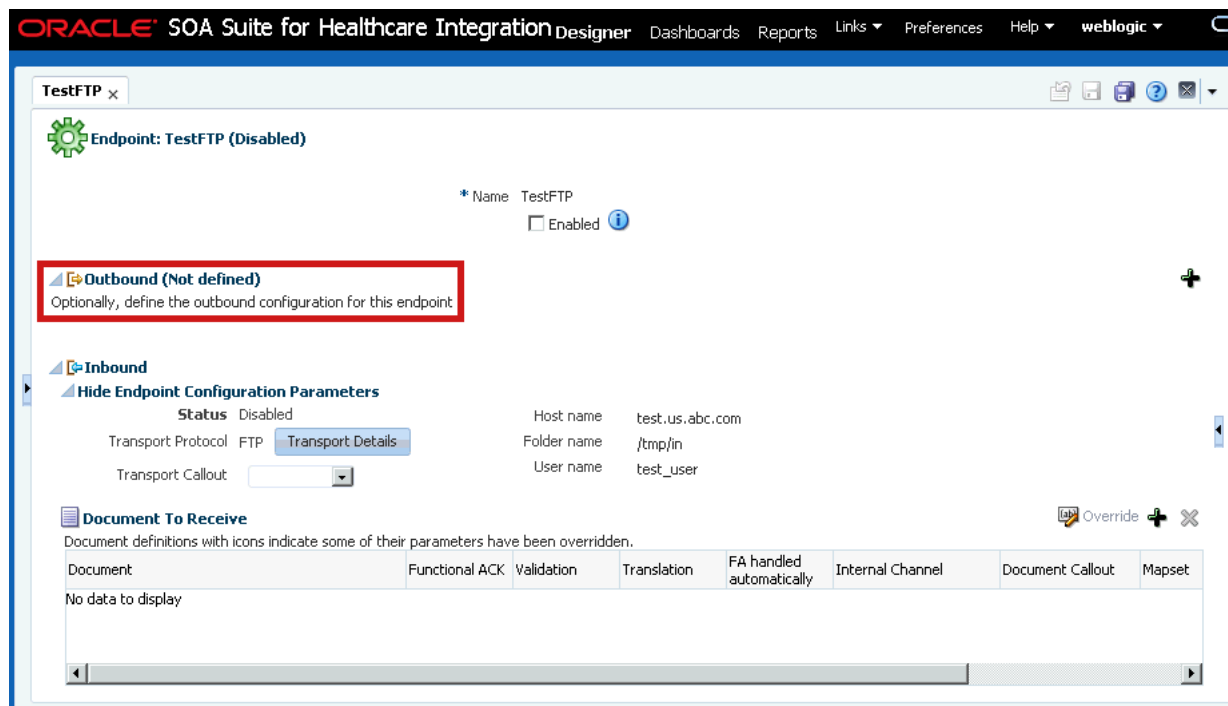 ORACLE SOA Suite for Healthcare Integration Designer Dashboards Reports Links Preferences Help weblogic
TestFTP
Endpoint: TestFTP (Disabled)
* Name TestFTP
Enabled
Outbound (Not defined)
Optionally, define the outbound configuration for this endpoint
Inbound
Hide Endpoint Configuration Parameters
Status Disabled Host name test.us.abc.com
Transport Protocol FTP Transport Details Folder name /tmp/in
Transport Callout User name test_user
Document To Receive Override
Document definitions with icons indicate some of their parameters have been overridden.
Document Functional ACK Validation Translation FA handled automatically Internal Channel Document Callout Mapset
No data to display